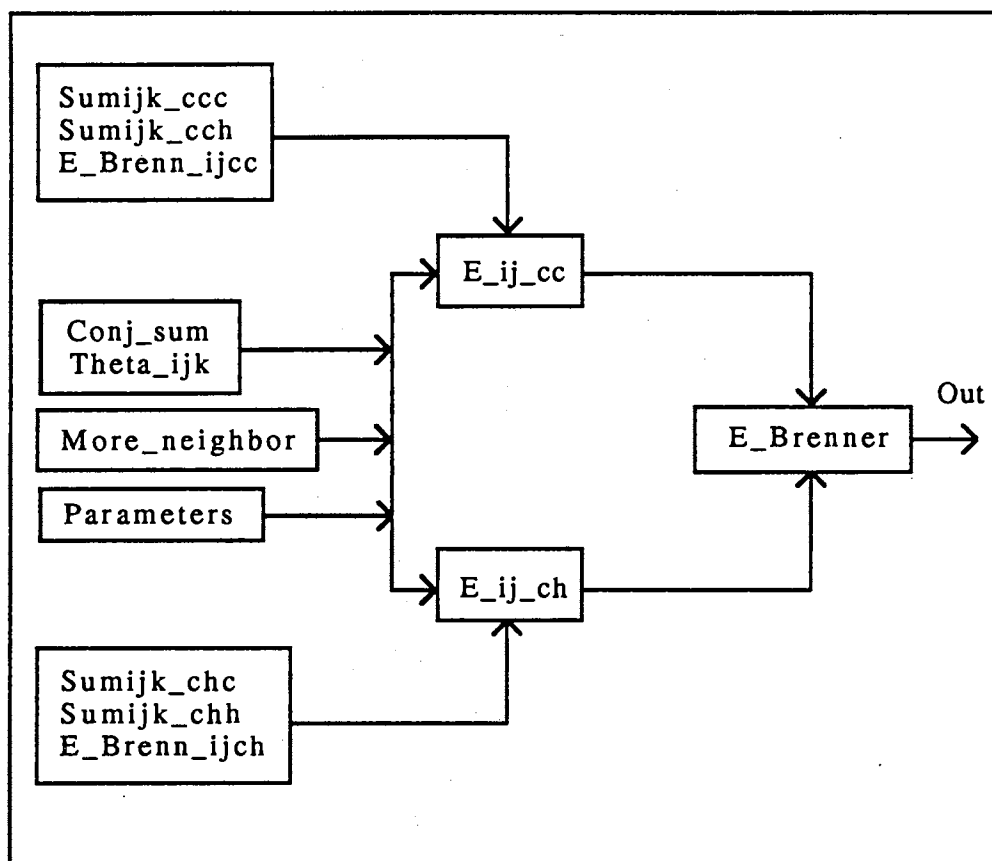 Sumijk_ccc
Sumijk_cch
E_Brenn_ijcc
E_ij_cc
Conj_sum
Theta_ijk
Out
More_neighbor
E_Brenner
Parameters
E_ij_ch
Sumijk_chc
Sumijk_chh
E_Brenn_ijch